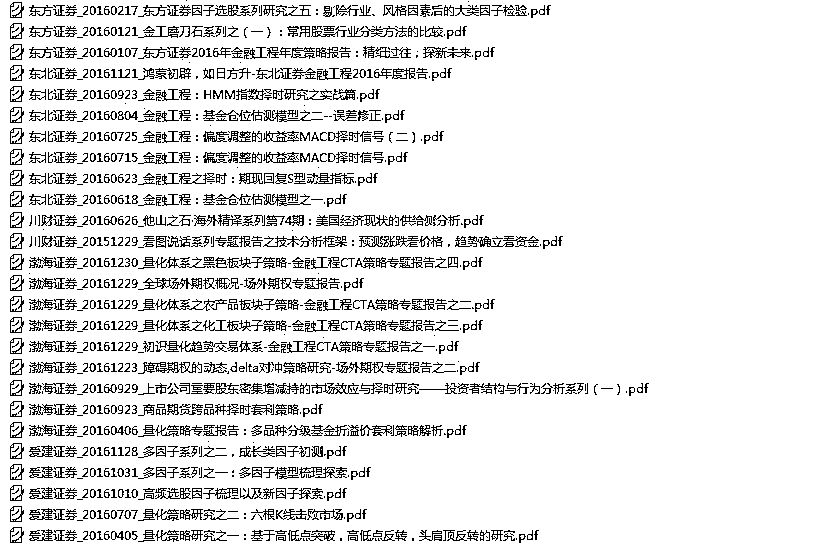 东方证券_20160217_东方证券因子选股系列研究之五：剔除行业、风格因素后的大类因子检验.pdf
东方证券_20160121_金工磨刀石系列之（一）：常用股票行业分类方法的比较.pdf
东方证券_20160107_东方证券2016年金融工程年度策略报告：精细过往；探新未来.pdf
东北证券_20161121_鸿蒙初辟，如日方升-东北证券金融工程2016年度报告.pdf
东北证券_20160923_金融工程：HMM指数择时研究之实战篇.pdf
东北证券_20160804_金融工程：基金仓位估测模型之二--误差修正.pdf
东北证券_20160725_金融工程：偏度调整的收益率MACD择时信号（二）.pdf
东北证券_20160715_金融工程：偏度调整的收益率MACD择时信号.pdf
东北证券_20160623_金融工程之择时：期现回复S型动量指标.pdf
东北证券_20160618_金融工程：基金仓位估测模型之一.pdf
川财证券_20160626_他山之石·海外精译系列第74期：美国经济现状的供给侧分析.pdf
川财证券_20151229_看图说话系列专题报告之技术分析框架：预测涨跌看价格，趋势确立看资金.pdf
渤海证券_20161230_量化体系之黑色板块子策略-金融工程CTA策略专题报告之四.pdf
渤海证券_20161229_全球场外期权概况-场外期权专题报告.pdf
渤海证券_20161229_量化体系之农产品板块子策略-金融工程CTA策略专题报告之二.pdf
渤海证券_20161229_量化体系之化工板块子策略-金融工程CTA策略专题报告之三.pdf
渤海证券_20161229_初识量化趋势交易体系-金融工程CTA策略专题报告之一.pdf
渤海证券_20161223_障碍期权的动态delta对冲策略研究-场外期权专题报告之二.pdf
渤海证券_20160929_上市公司重要股东密集增减持的市场效应与择时研究——投资者结构与行为分析系列（一）.pdf
渤海证券_20160923_商品期货跨品种择时套利策略.pdf
渤海证券_20160406_量化策略专题报告：多品种分级基金折溢价套利策略解析.pdf
爱建证券_20161128_多因子系列之二，成长类因子初测.pdf
爱建证券_20161031_多因子系列之一：多因子模型梳理探索.pdf
爱建证券_20161010_高频选股因子梳理以及新因子探索.pdf
爱建证券_20160707_量化策略研究之二：六根K线击败市场.pdf
爱建证券_20160405_量化策略研究之一：基于高低点突破，高低点反转，头肩顶反转的研究.pdf